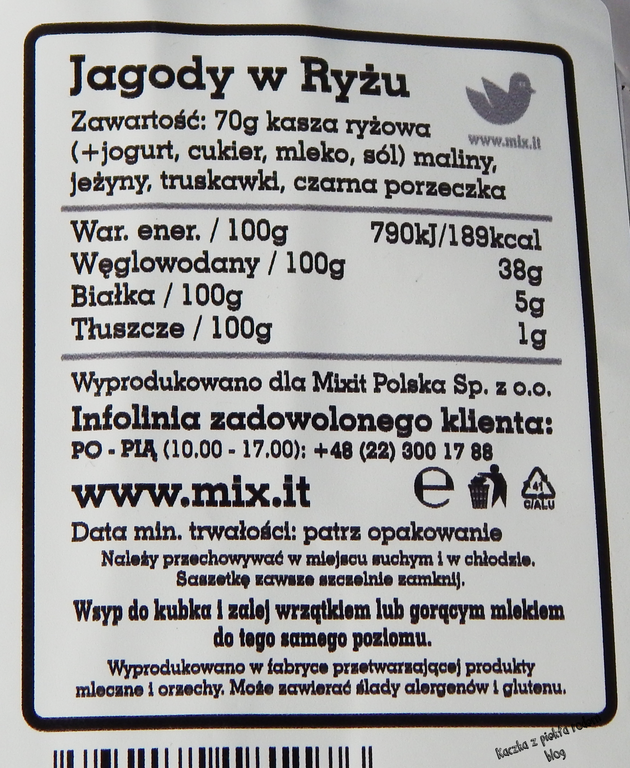 Jagody w Ryżu
www.mix.it
Zawartość: 70g kasza ryżowa
(+jogurt, cukier, mleko, sól) maliny,
jeżyny, truskawki, czarna porzeczka
War. ener. / 100g 790kJ/189kcal
Węglowodany / 100g 38g
Białka / 100g 5g
Tłuszcze / 100g 1g
Wyprodukowano dla Mixit Polska Sp. z o.o.
Infolinia zadowolonego klienta:
PO - PIĄ (10.00 - 17.00): +48 (22) 300 17 88
www.mix.it
e
41
C/ALU
Data min. trwałości: patrz opakowanie
Należy przechowywać w miejscu suchym i w chłodzie.
Saszetkę zawsze szczelnie zamknij.
Wsyp do kubka i zalej wrzątkiem lub gorącym mlekiem
do tego samego poziomu.
Wyprodukowano w fabryce przetwarzającej produkty
mleczne i orzechy. Może zawierać ślady alergenów i glutenu.
Kaczka z piekła rodem
blog